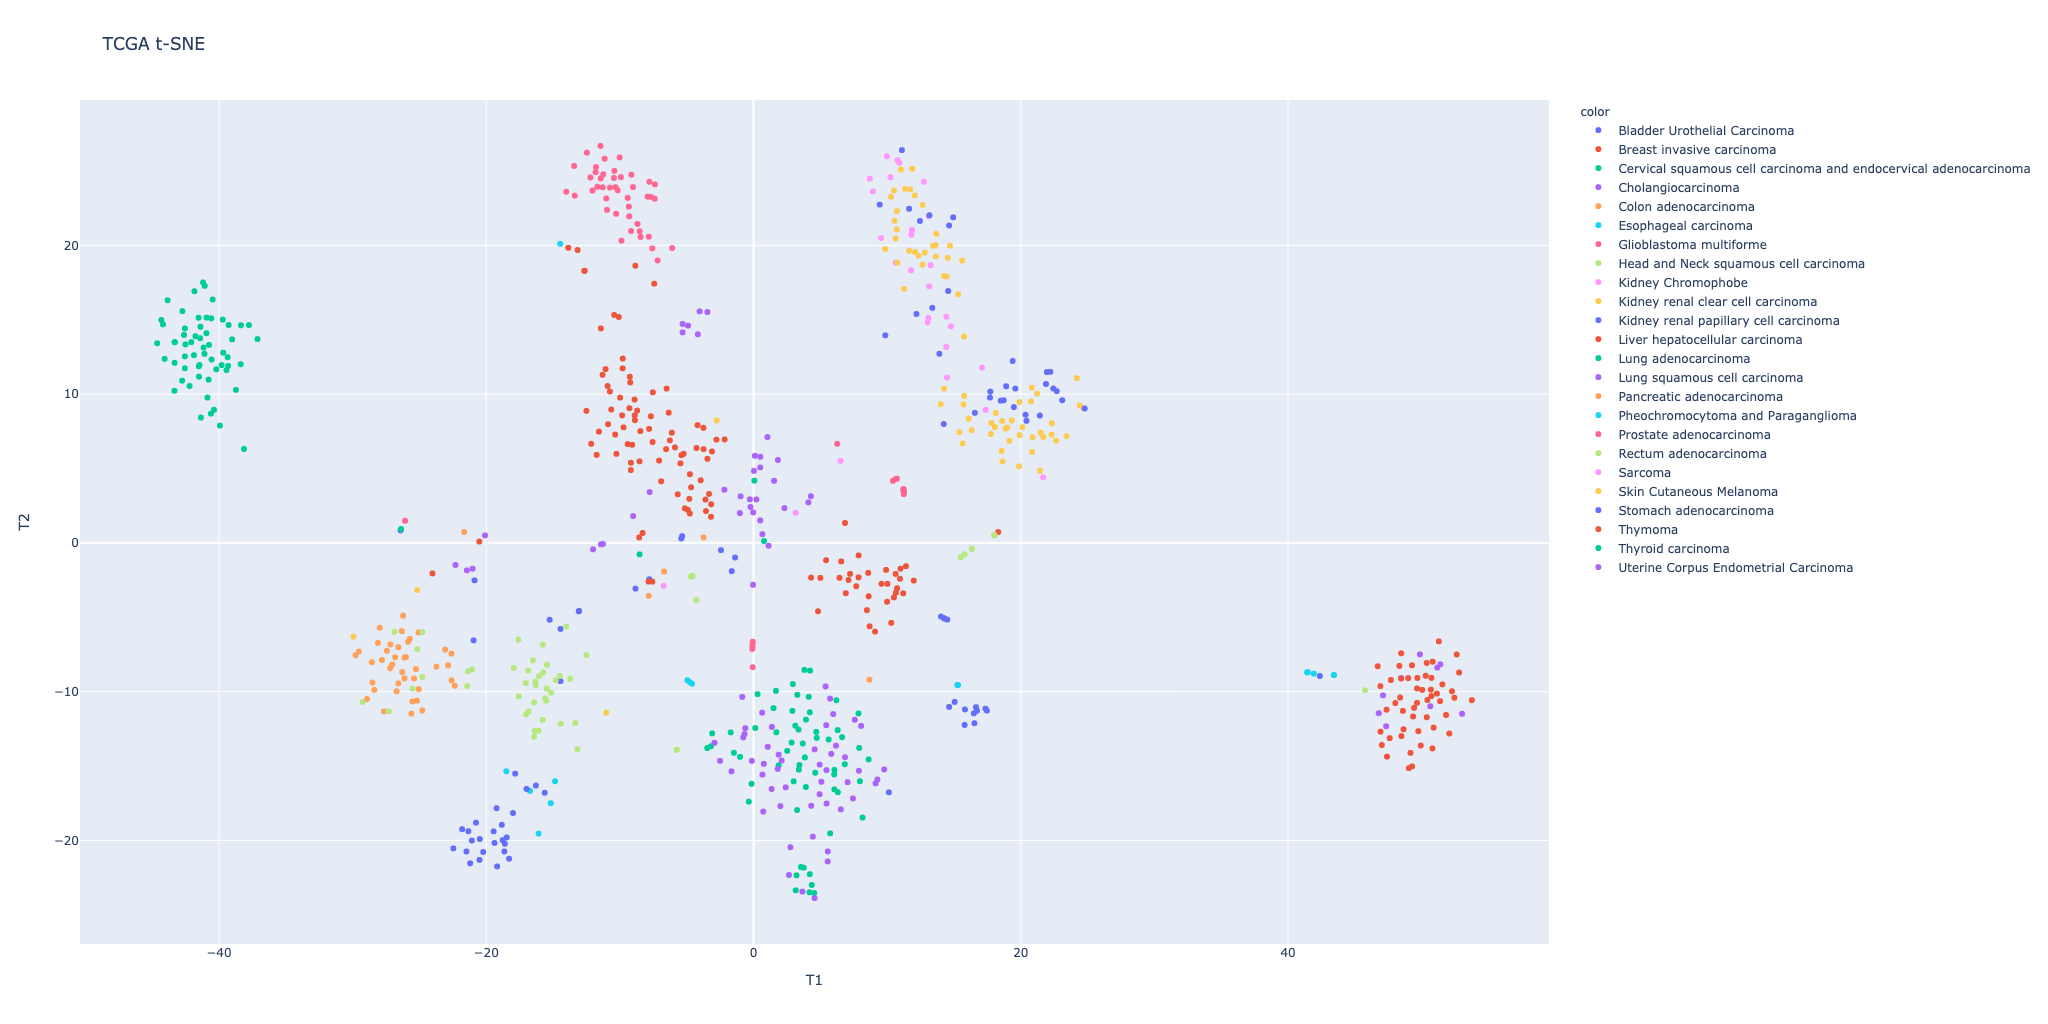 TCGA t-SNE
color
Bladder Urothelial Carcinoma
Breast invasive carcinoma
Cervical squamous cell carcinoma and endocervical adenocarcinoma
Cholangiocarcinoma
Colon adenocarcinoma
Esophageal carcinoma
Glioblastoma multiforme
Head and Neck squamous cell carcinoma
Kidney Chromophobe
Kidney renal clear cell carcinoma
Kidney renal papillary cell carcinoma
Liver hepatocellular carcinoma
Lung adenocarcinoma
Lung squamous cell carcinoma
Pancreatic adenocarcinoma
Pheochromocytoma and Paraganglioma
Prostate adenocarcinoma
Rectum adenocarcinoma
Sarcoma
Skin Cutaneous Melanoma
Stomach adenocarcinoma
Thymoma
Thyroid carcinoma
Uterine Corpus Endometrial Carcinoma
20
10
0
−10
−20
T2
−40
−20
0
20
40
T1